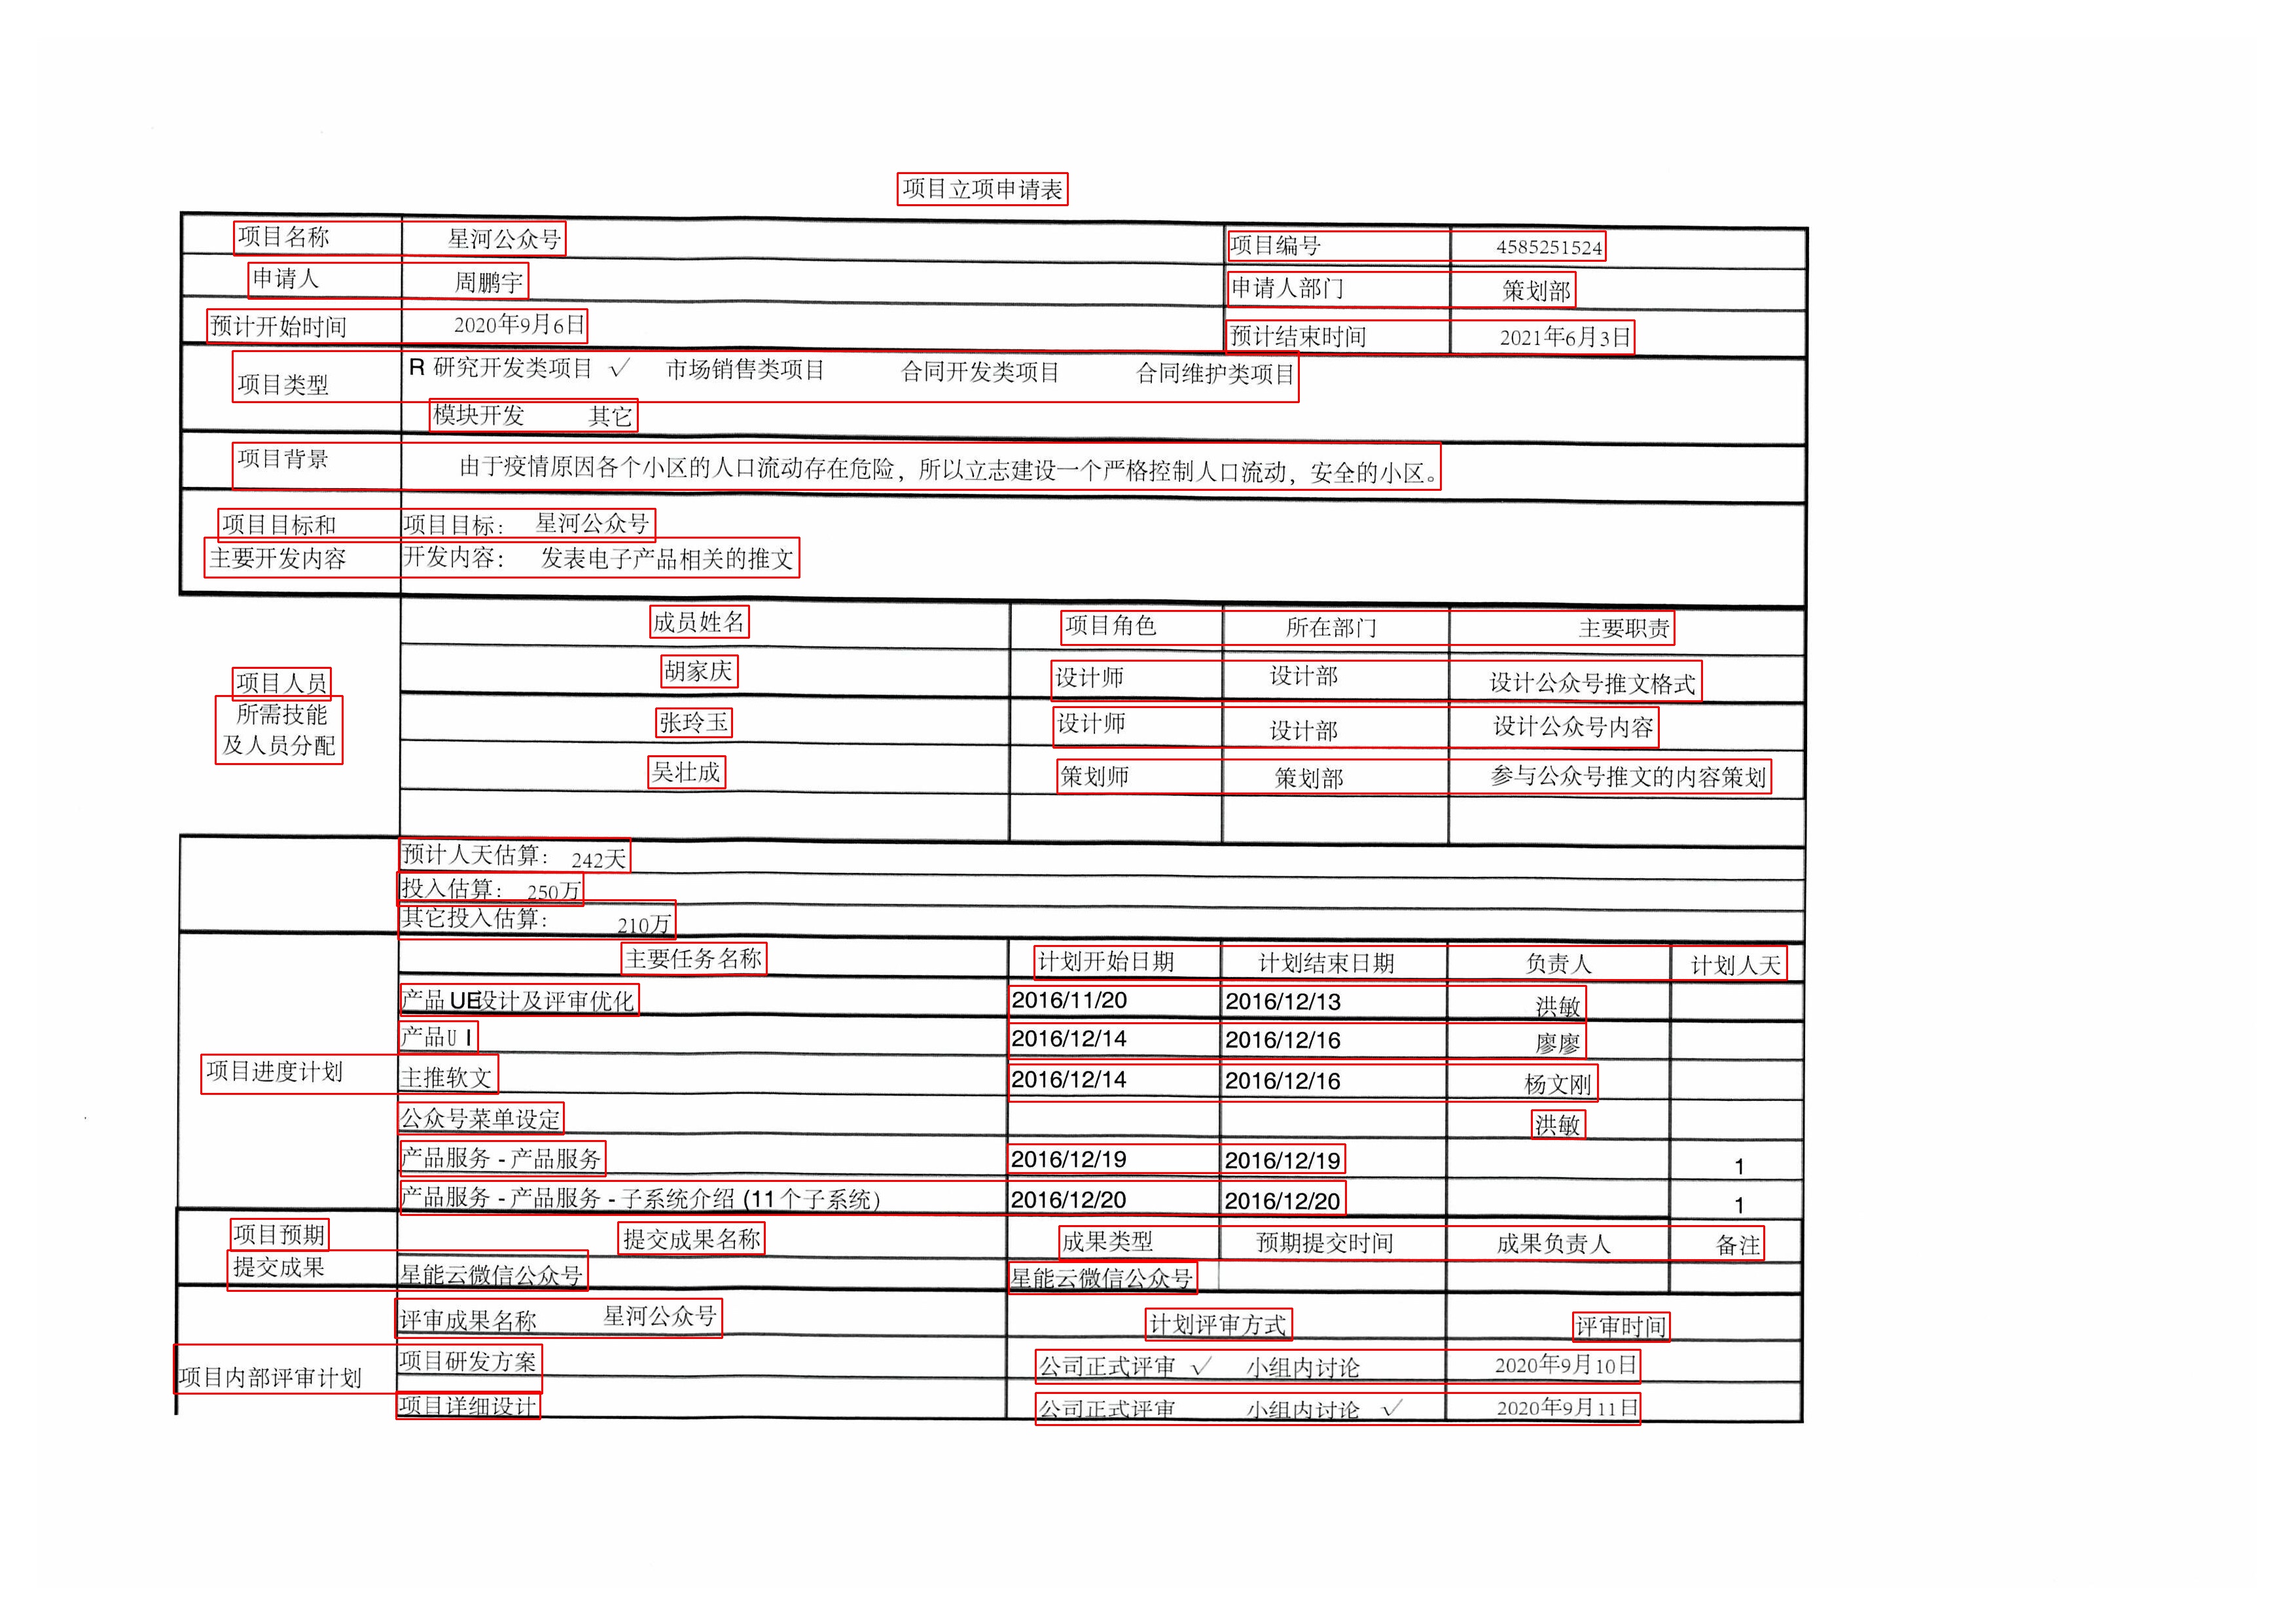 项目立项申请表
项目名称 星河公众号 项目编号 4585251524
申请人 周鹏宇 申请人部门 策划部
预计开始时间 2020年9月6日 预计结束时间 2021年6月3日
项目类型 R 研究开发类项目 √ 市场销售类项目 合同开发类项目 合同维护类项目
模块开发 其它
项目背景 由于疫情原因各个小区的人口流动存在危险，所以立志建设一个严格控制人口流动，安全的小区。
项目目标和 项目目标： 星河公众号
主要开发内容 开发内容： 发表电子产品相关的推文
成员姓名 项目角色 所在部门 主要职责
胡家庆 设计师 设计部 设计公众号推文格式
项目人员
所需技能
及人员分配
张玲玉 设计师 设计部 设计公众号内容
吴壮成 策划师 策划部 参与公众号推文的内容策划
预计人天估算： 242天
投入估算： 250万
其它投入估算： 210万
主要任务名称 计划开始日期 计划结束日期 负责人 计划人天
产品 UE设计及评审优化 2016/11/20 2016/12/13 洪敏
产品U I 2016/12/14 2016/12/16 廖廖
项目进度计划 主推软文 2016/12/14 2016/12/16 杨文刚
公众号菜单设定 洪敏
产品服务 - 产品服务 2016/12/19 2016/12/19 1
产品服务 - 产品服务 - 子系统介绍 (11 个子系统) 2016/12/20 2016/12/20 1
项目预期 提交成果名称 成果类型 预期提交时间 成果负责人 备注
提交成果 星能云微信公众号 星能云微信公众号
评审成果名称 星河公众号 计划评审方式 评审时间
项目内部评审计划 项目研发方案 公司正式评审 √ 小组内讨论 2020年9月10日
项目详细设计 公司正式评审 小组内讨论 √ 2020年9月11日